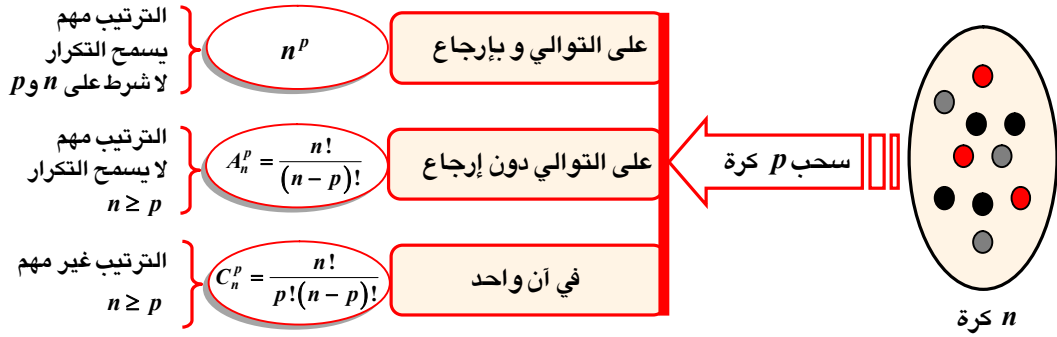 n كرة
سحب p كرة
على التوالي و بإرجاع
n^p
الترتيب مهم
يسمح التكرار
لا شرط على n و p
على التوالي دون إرجاع
A_n^p = n! / (n − p)!
الترتيب مهم
لا يسمح التكرار
n ≥ p
في آن واحد
C_n^p = n! / p!(n − p)!
الترتيب غير مهم
n ≥ p